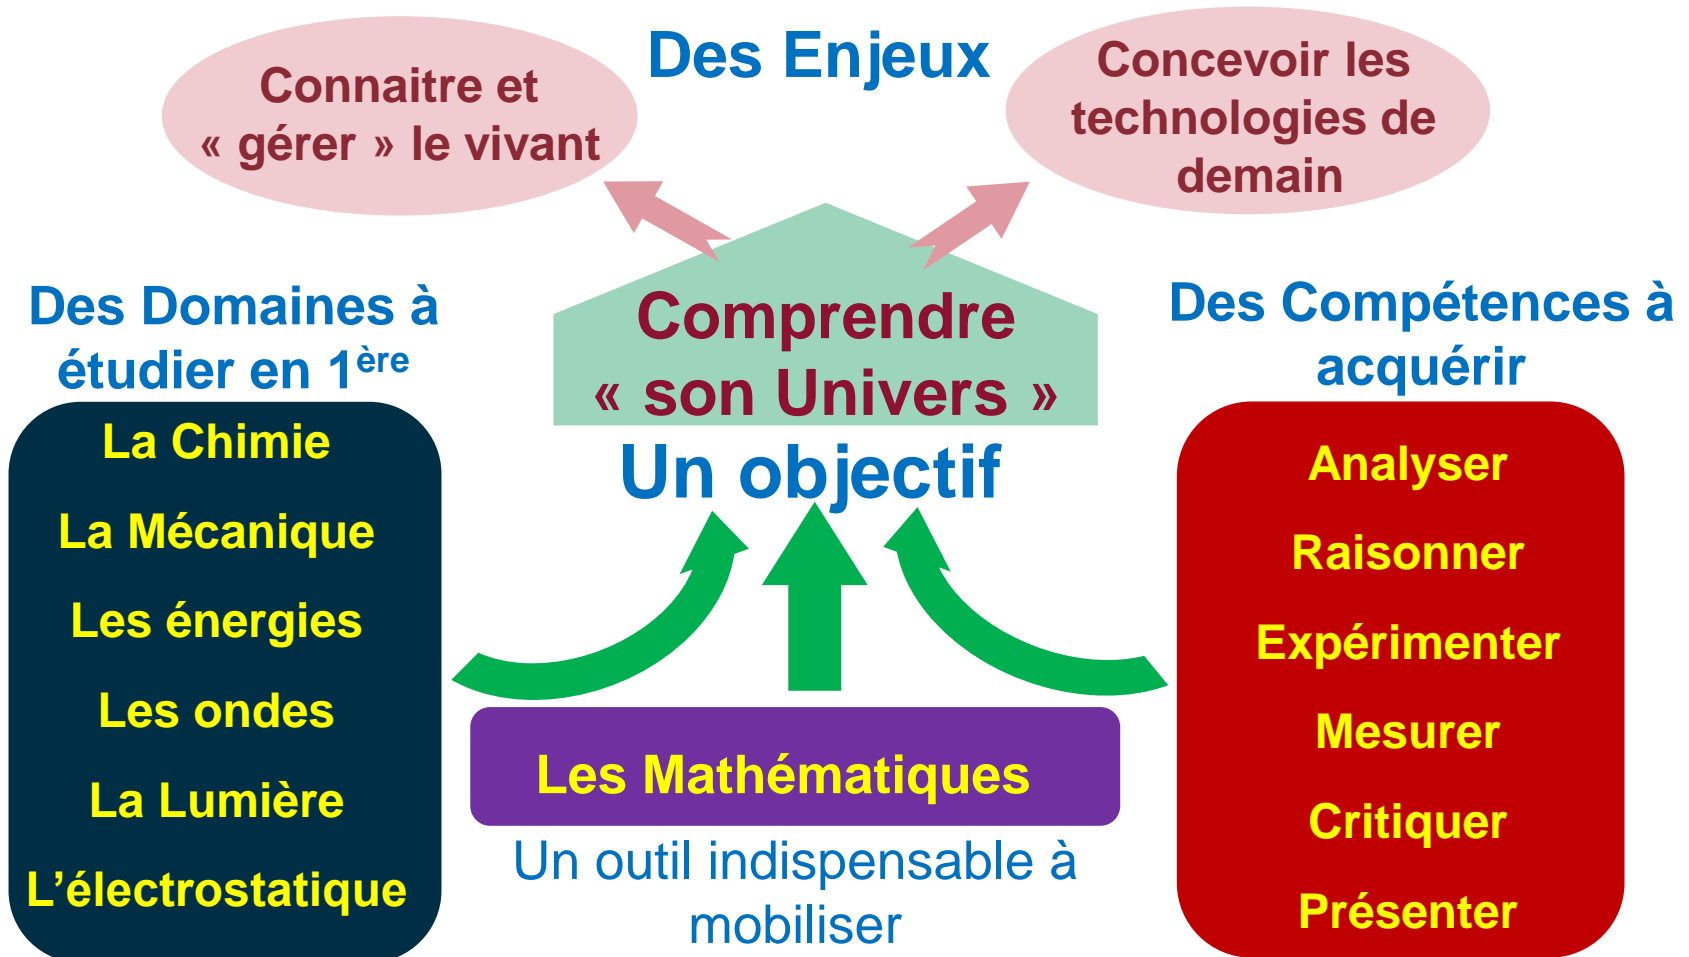 Des Enjeux
Connaitre et
« gérer » le vivant
Concevoir les
technologies de
demain
Comprendre
« son Univers »
Un objectif
Des Domaines à
étudier en 1ère
La Chimie
La Mécanique
Les énergies
Les ondes
La Lumière
L’électrostatique
Les Mathématiques
Un outil indispensable à
mobiliser
Des Compétences à
acquérir
Analyser
Raisonner
Expérimenter
Mesurer
Critiquer
Présenter